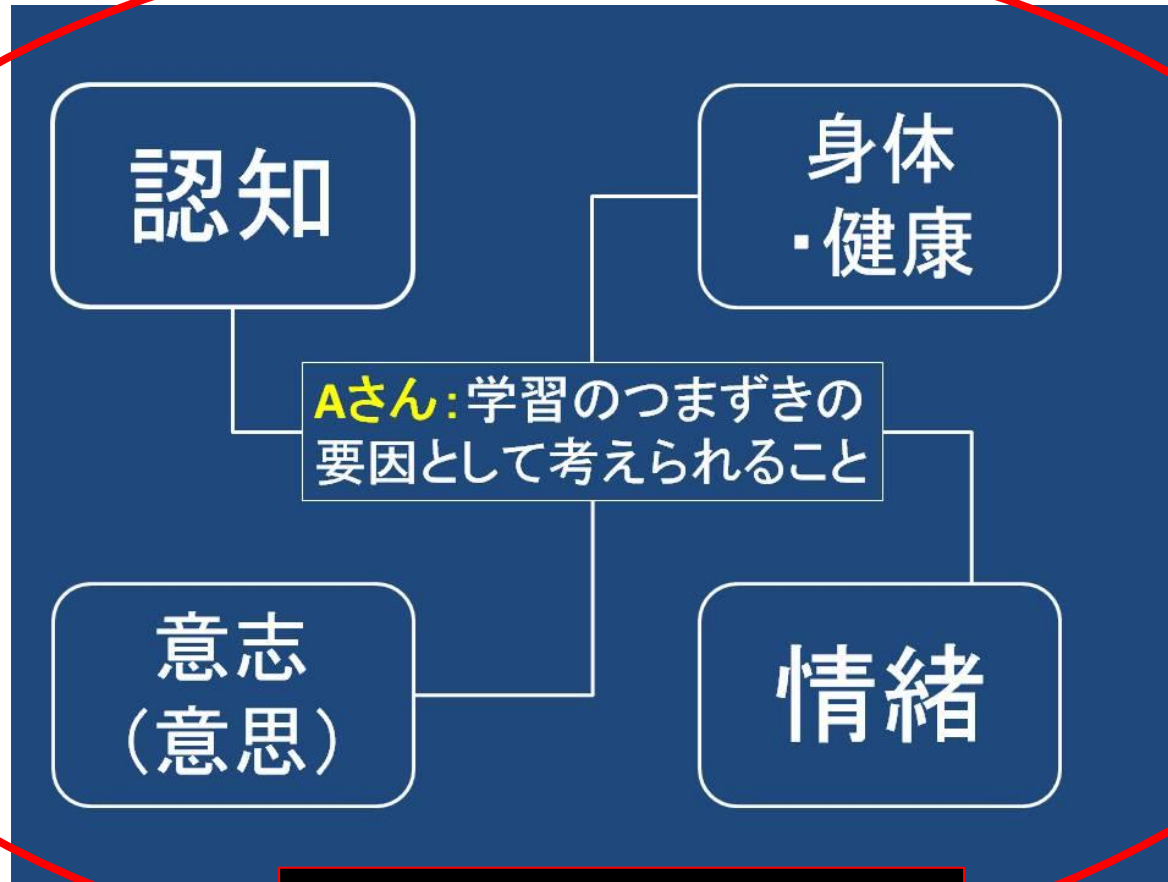 認知
身体
・健康
Aさん:学習のつまずきの
要因として考えられること
意志
（意思）
情緒